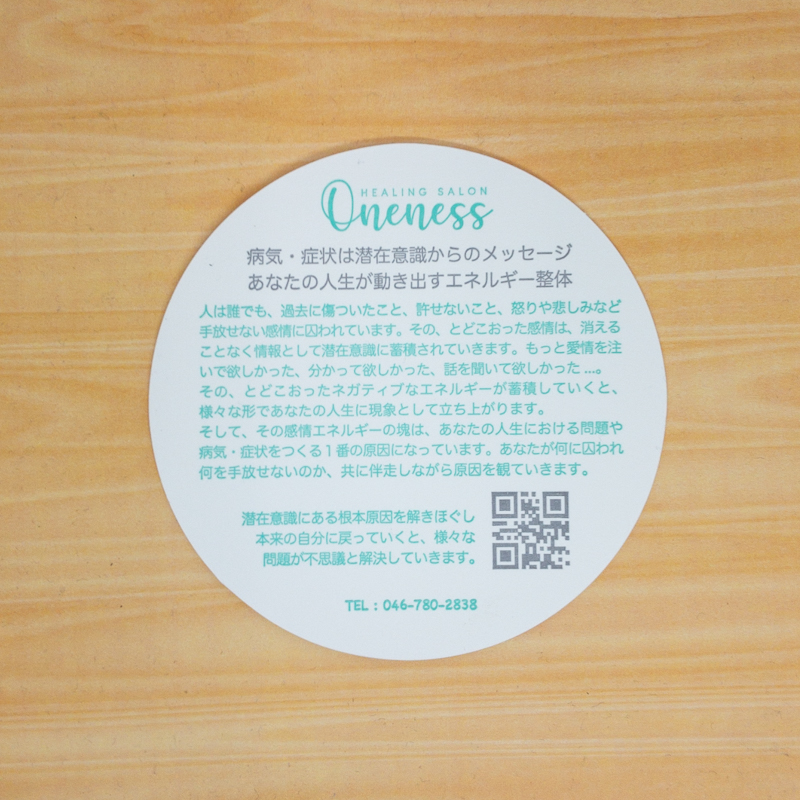 HEALING SALON
Oneness
病気・症状は潜在意識からのメッセージ
あなたの人生が動き出すエネルギー整体
人は誰でも、過去に傷ついたこと、許せないこと、怒りや悲しみなど
手放せない感情に囚われています。その、とどこおった感情は、消える
ことなく情報として潜在意識に蓄積されていきます。もっと愛情を注
いで欲しかった、分かって欲しかった、話を聞いて欲しかった...。
その、とどこおったネガティブなエネルギーが蓄積していくと、
様々な形であなたの人生に現象として立ち上がります。
そして、その感情エネルギーの塊は、あなたの人生における問題や
病気・症状をつくる1番の原因になっています。あなたが何に囚われ
何を手放せないのか、共に伴走しながら原因を観ていきます。
潜在意識にある根本原因を解きほぐし
本来の自分に戻っていくと、様々な
問題が不思議と解決していきます。
TEL : 046-780-2838